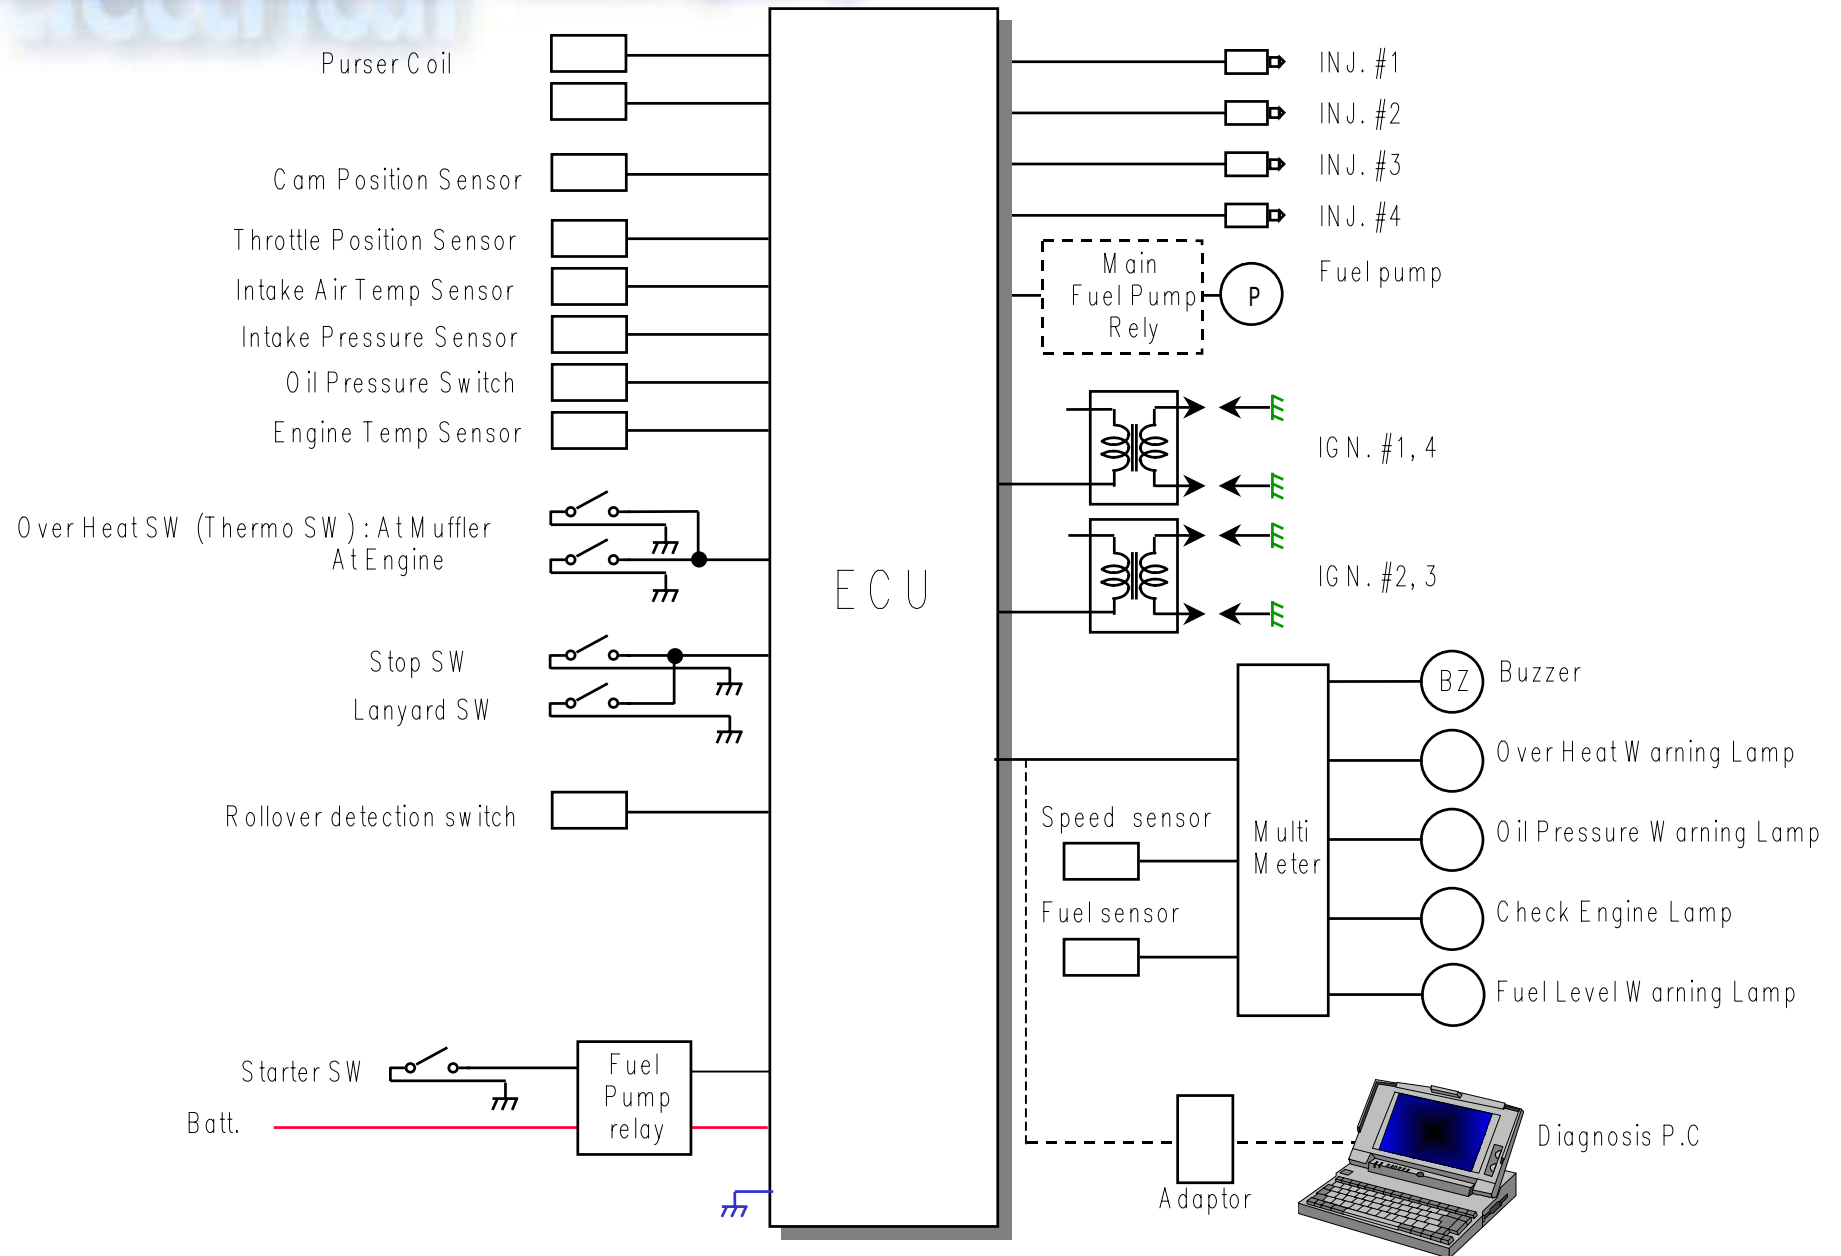 Electrical
Purser Coil
Cam Position Sensor
Throttle Position Sensor
Intake Air Temp Sensor
Intake Pressure Sensor
Oil Pressure Switch
Engine Temp Sensor
Over Heat SW (Thermo SW) : At Muffler
At Engine
Stop SW
Lanyard SW
Rollover detection switch
Starter SW
Batt.
Fuel
Pump
relay
ECU
INJ. #1
INJ. #2
INJ. #3
INJ. #4
Main
Fuel Pump
Rely
P
Fuel pump
IGN. #1, 4
IGN. #2, 3
Speed sensor
Fuel sensor
Multi
Meter
BZ
Buzzer
Over Heat Warning Lamp
Oil Pressure Warning Lamp
Check Engine Lamp
Fuel Level Warning Lamp
Adaptor
Diagnosis P.C